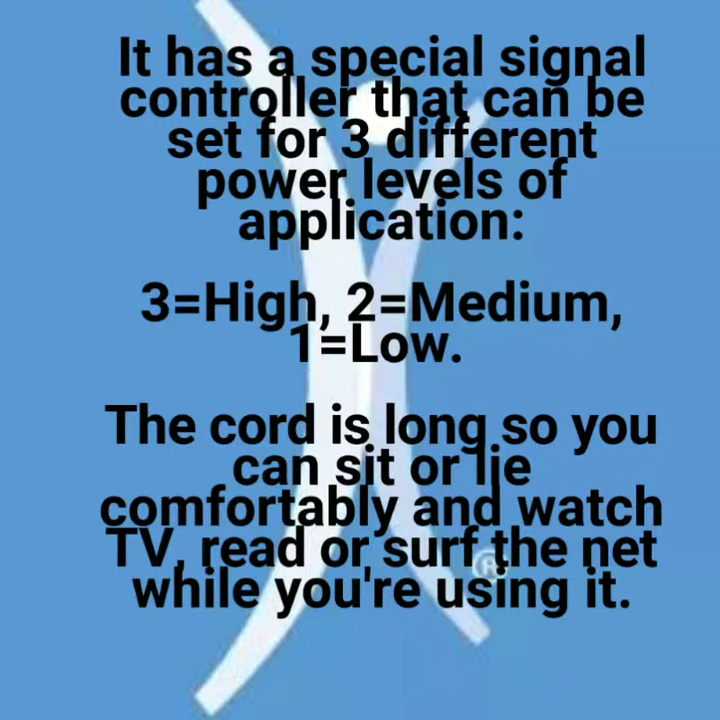 It has a special signal
controller that can be
set for 3 different
power levels of
application:
3=High, 2=Medium,
1=Low.
The cord is long so you
can sit or lie
comfortably and watch
TV, read or surf the net
while you're using it.
®